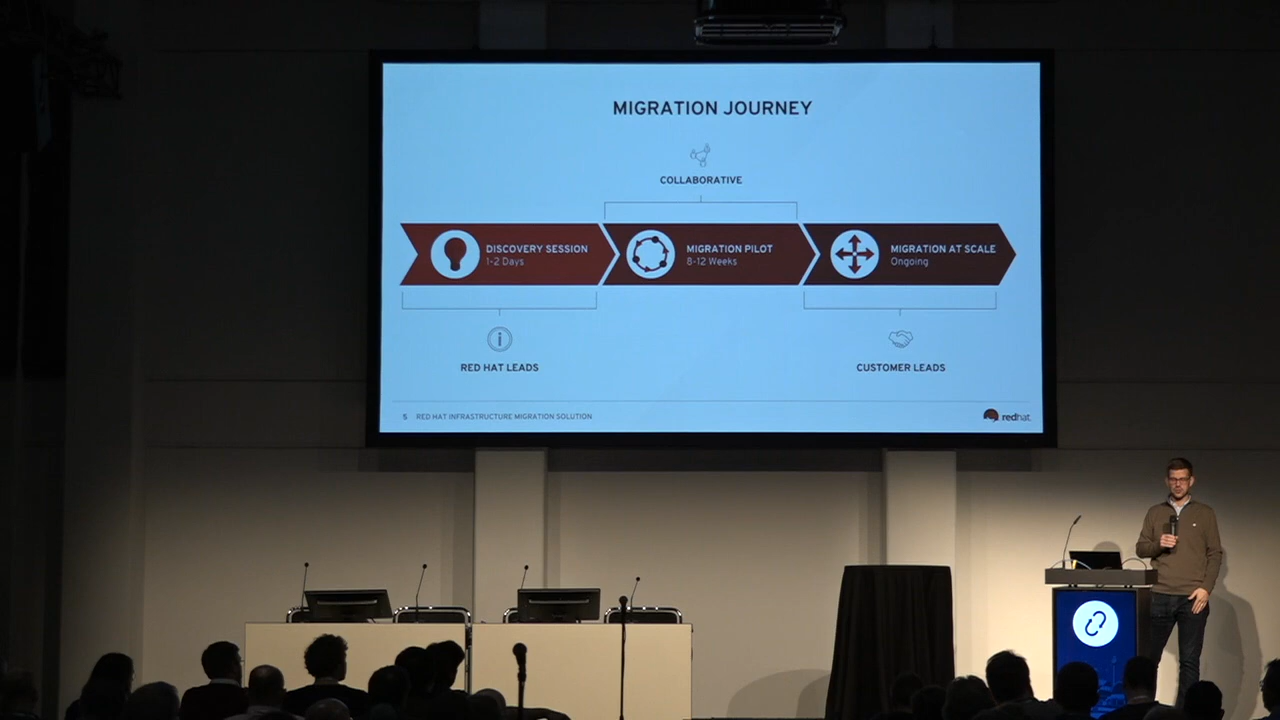 MIGRATION JOURNEY
COLLABORATIVE
DISCOVERY SESSION
1-2 Days
MIGRATION PILOT
8-12 Weeks
MIGRATION AT SCALE
Ongoing
RED HAT LEADS
CUSTOMER LEADS
5 RED HAT INFRASTRUCTURE MIGRATION SOLUTION
redhat.